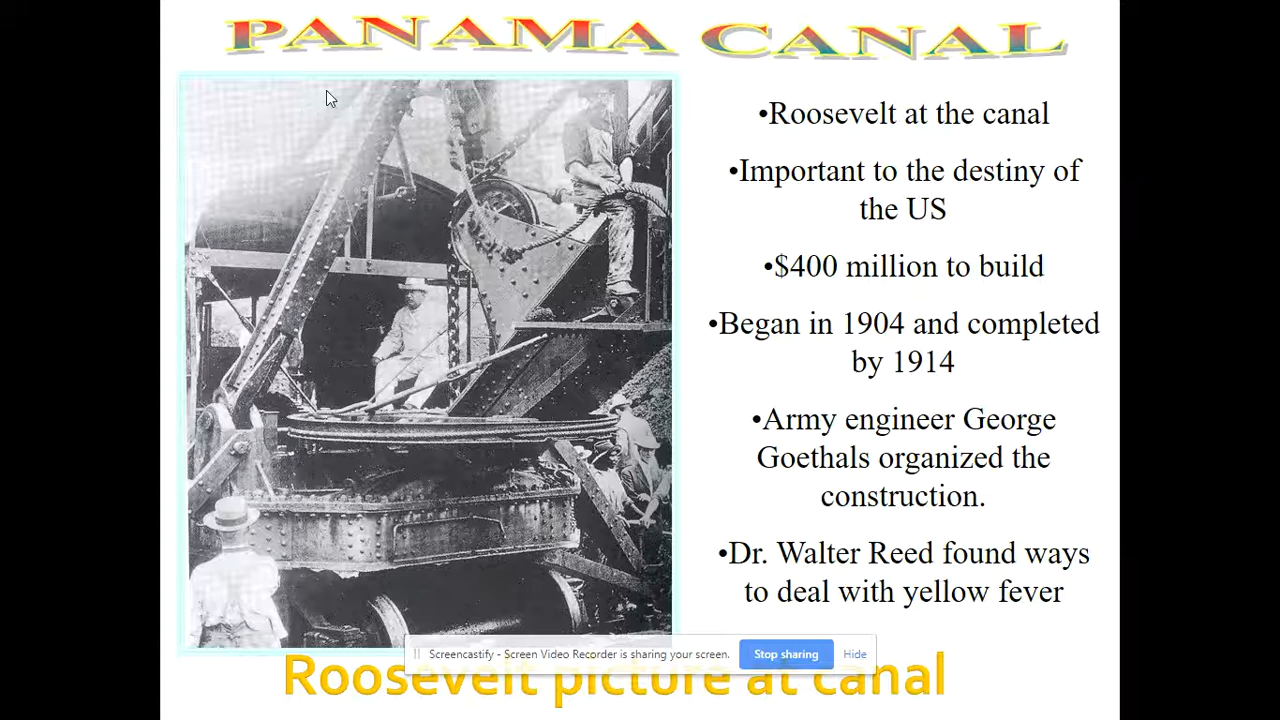 PANAMA CANAL
•Roosevelt at the canal
•Important to the destiny of
the US
•$400 million to build
•Began in 1904 and completed
by 1914
•Army engineer George
Goethals organized the
construction.
•Dr. Walter Reed found ways
to deal with yellow fever
Screencastify - Screen Video Recorder is sharing your screen. Stop sharing Hide
Roosevelt picture at canal